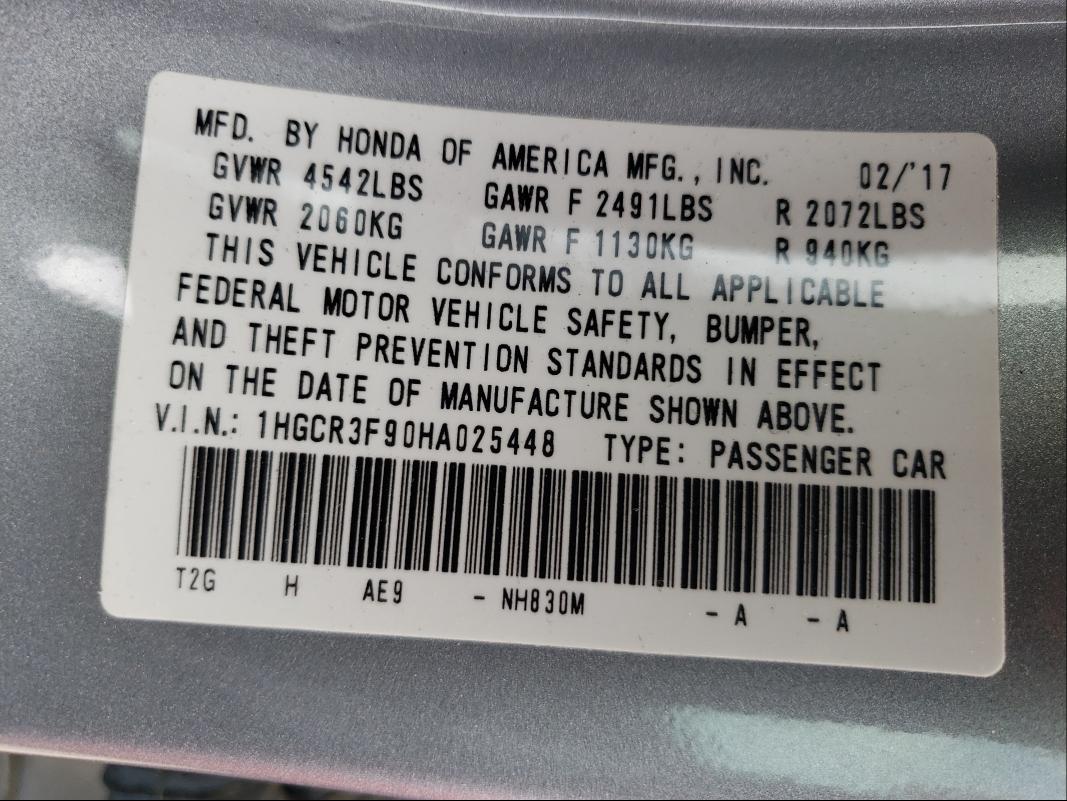 MFD. BY HONDA OF AMERICA MFG., INC. 02/'17
GVWR 4542LBS GAWR F 2491LBS R 2072LBS
GVWR 2060KG GAWR F 1130KG R 940KG
THIS VEHICLE CONFORMS TO ALL APPLICABLE
FEDERAL MOTOR VEHICLE SAFETY, BUMPER,
AND THEFT PREVENTION STANDARDS IN EFFECT
ON THE DATE OF MANUFACTURE SHOWN ABOVE.
V.I.N.: 1HGCR3F90HA025448 TYPE: PASSENGER CAR
T2G H AE9 - NH830M - A - A